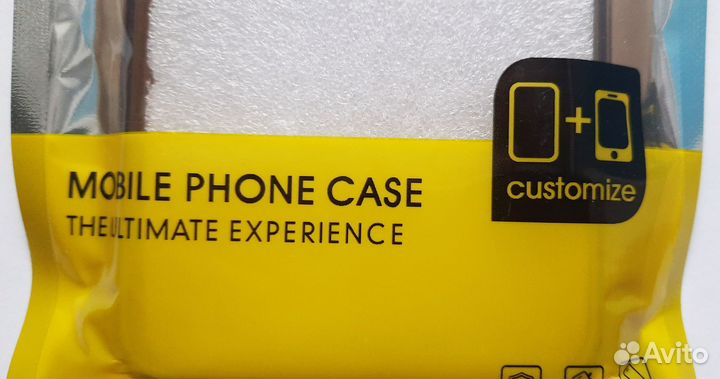 +
customize
MOBILE PHONE CASE
THE ULTIMATE EXPERIENCE
Avito